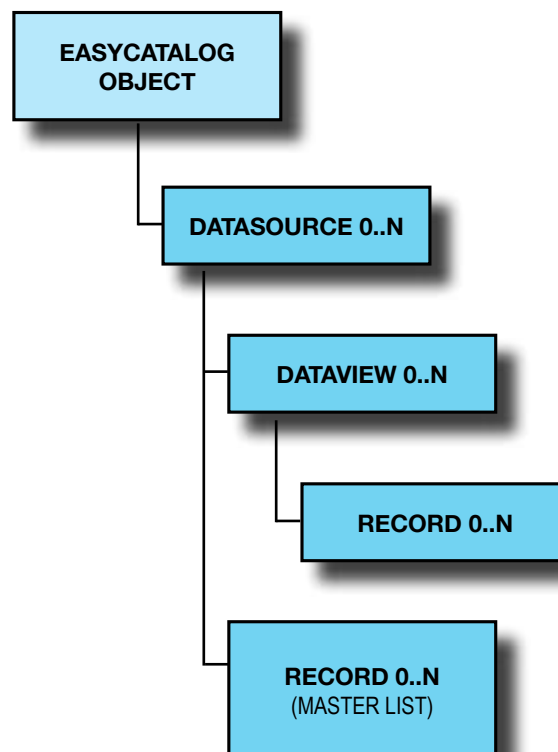 EASYCATALOG
OBJECT
DATASOURCE 0..N
DATAVIEW 0..N
RECORD 0..N
RECORD 0..N
(MASTER LIST)